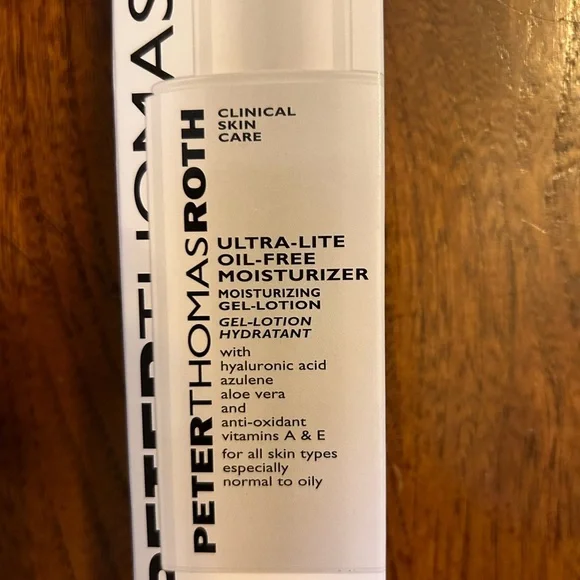 PETERTHOMAS
PETERTHOMASROTH
CLINICAL
SKIN
CARE
ULTRA-LITE
OIL-FREE
MOISTURIZER
MOISTURIZING
GEL-LOTION
GEL-LOTION
HYDRATANT
with
hyaluronic acid
azulene
aloe vera
and
anti-oxidant
vitamins A & E
for all skin types
especially
normal to oily